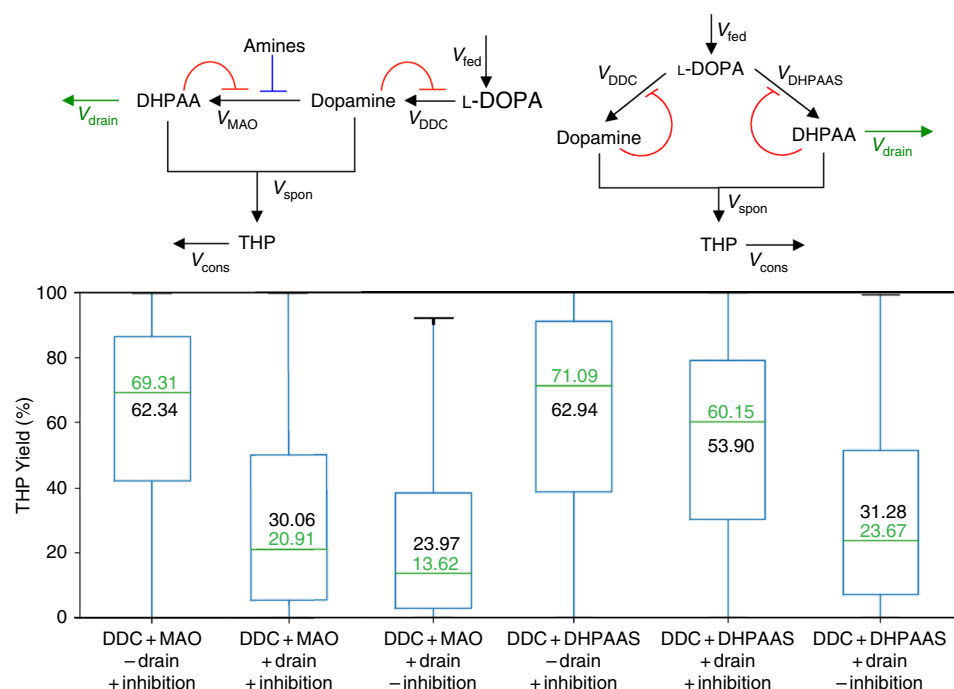 Amines
V_fed
DHPAA
Dopamine
L-DOPA
V_drain
V_MAO
V_DDC
V_spon
THP
V_cons
V_fed
L-DOPA
V_DDC
V_DHPAAS
Dopamine
DHPAA
V_drain
V_spon
THP
V_cons
THP Yield (%)
100
80
60
40
20
0
69.31
62.34
30.06
20.91
23.97
13.62
71.09
62.94
60.15
53.90
31.28
23.67
DDC + MAO
– drain
+ inhibition
DDC + MAO
+ drain
+ inhibition
DDC + MAO
+ drain
– inhibition
DDC + DHPAAS
– drain
+ inhibition
DDC + DHPAAS
+ drain
+ inhibition
DDC + DHPAAS
+ drain
– inhibition